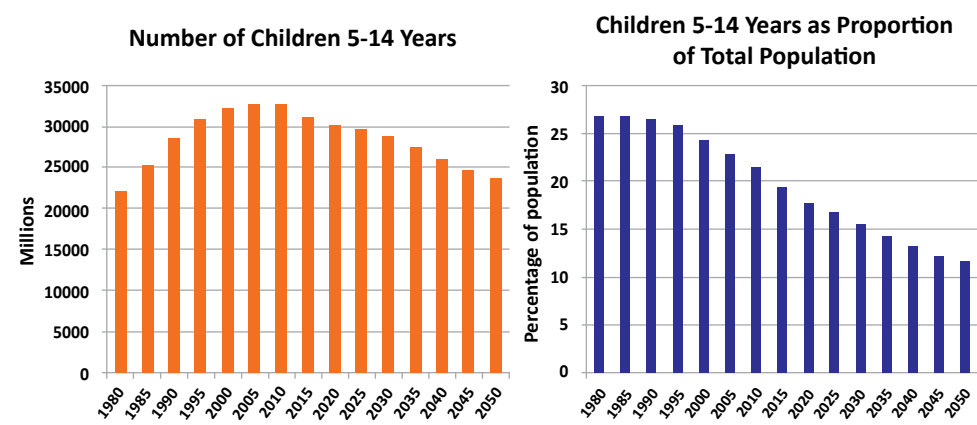 Number of Children 5-14 Years
Millions
35000
30000
25000
20000
15000
10000
5000
0
1980 1985 1990 1995 2000 2005 2010 2015 2020 2025 2030 2035 2040 2045 2050
Children 5-14 Years as Proportion
of Total Population
Percentage of population
30
25
20
15
10
5
0
1980 1985 1990 1995 2000 2005 2010 2015 2020 2025 2030 2035 2040 2045 2050